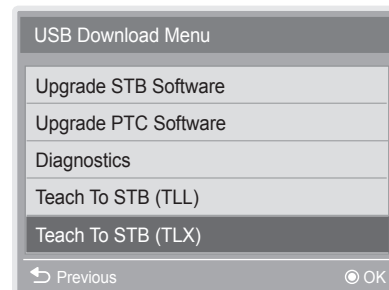 USB Download Menu
Upgrade STB Software
Upgrade PTC Software
Diagnostics
Teach To STB (TLL)
Teach To STB (TLX)
Previous OK